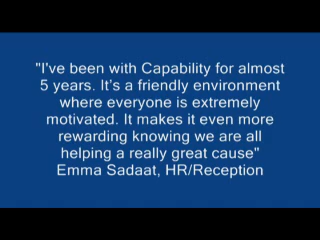 "I've been with Capability for almost
5 years. It's a friendly environment
where everyone is extremely
motivated. It makes it even more
rewarding knowing we are all
helping a really great cause"
Emma Sadaat, HR/Reception